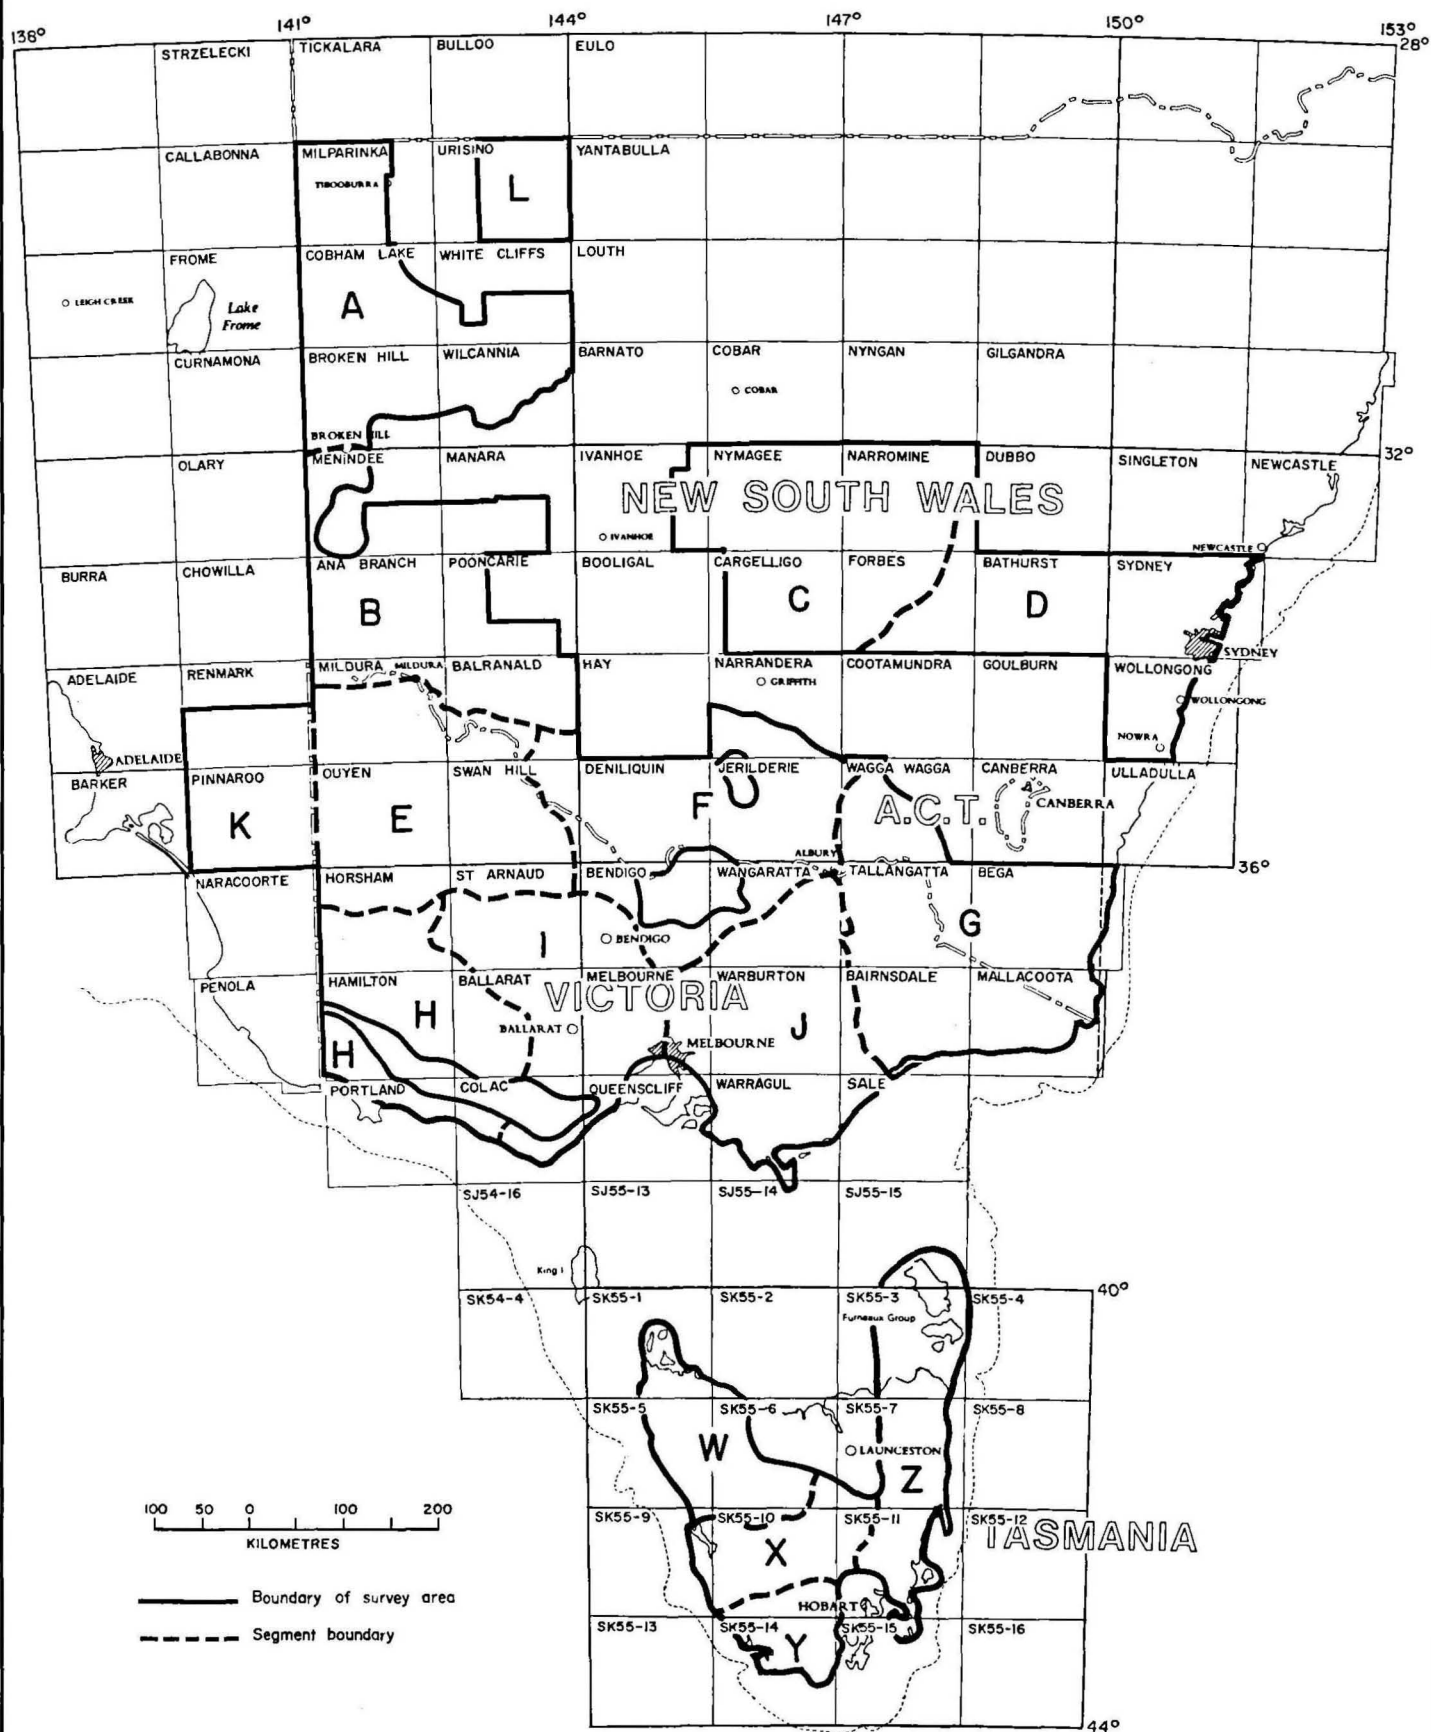 138° 141° 144° 147° 150° 153°
28°
STRZELECKI TICKALARA BULLOO EULO
CALLABONNA MILPARINKA URISINO YANTABULLA
TIBOOBURRA
L
FROME COBHAM LAKE WHITE CLIFFS LOUTH
LEIGH CREEK
Lake
Frome
A
CURNAMONA BROKEN HILL WILCANNIA BARNATO COBAR NYNGAN GILGANDRA
COBAR
BROKEN HILL
OLARY MENINDEE MANARA IVANHOE NYMAGEE NARROMINE DUBBO SINGLETON NEWCASTLE
32°
NEW SOUTH WALES
IVANHOE
NEWCASTLE
BURRA CHOWILLA ANA BRANCH POONCARIE BOOLIGAL CARGELLIGO FORBES BATHURST SYDNEY
B C D
SYDNEY
ADELAIDE RENMARK MILDURA MILDURA BALRANALD HAY NARRANDERA COOTAMUNDRA GOULBURN WOLLONGONG
GRIFFITH
WOLLONGONG
NOWRA
ADELAIDE
BARKER PINNAROO OUYEN SWAN HILL DENILIQUIN JERILDERIE WAGGA WAGGA CANBERRA ULLADULLA
K E F A.C.T. CANBERRA
ALBURY
36°
NARACOORTE HORSHAM ST ARNAUD BENDIGO WANGARATTA TALLANGATTA BEGA
G
I BENDIGO
PENOLA HAMILTON BALLARAT MELBOURNE WARBURTON BAIRNSDALE MALLACOOTA
VICTORIA
H BALLARAT J
H MELBOURNE
PORTLAND COLAC QUEENSCLIFF WARRAGUL SALE
SJ54-16 SJ55-13 SJ55-14 SJ55-15
King I
40°
SK54-4 SK55-1 SK55-2 SK55-3 SK55-4
Furneaux Group
SK55-5 SK55-6 SK55-7 SK55-8
W LAUNCESTON
Z
SK55-9 SK55-10 SK55-11 SK55-12
TASMANIA
X
HOBART
SK55-13 SK55-14 SK55-15 SK55-16
Y
44°
100 50 0 100 200
KILOMETRES
Boundary of survey area
Segment boundary